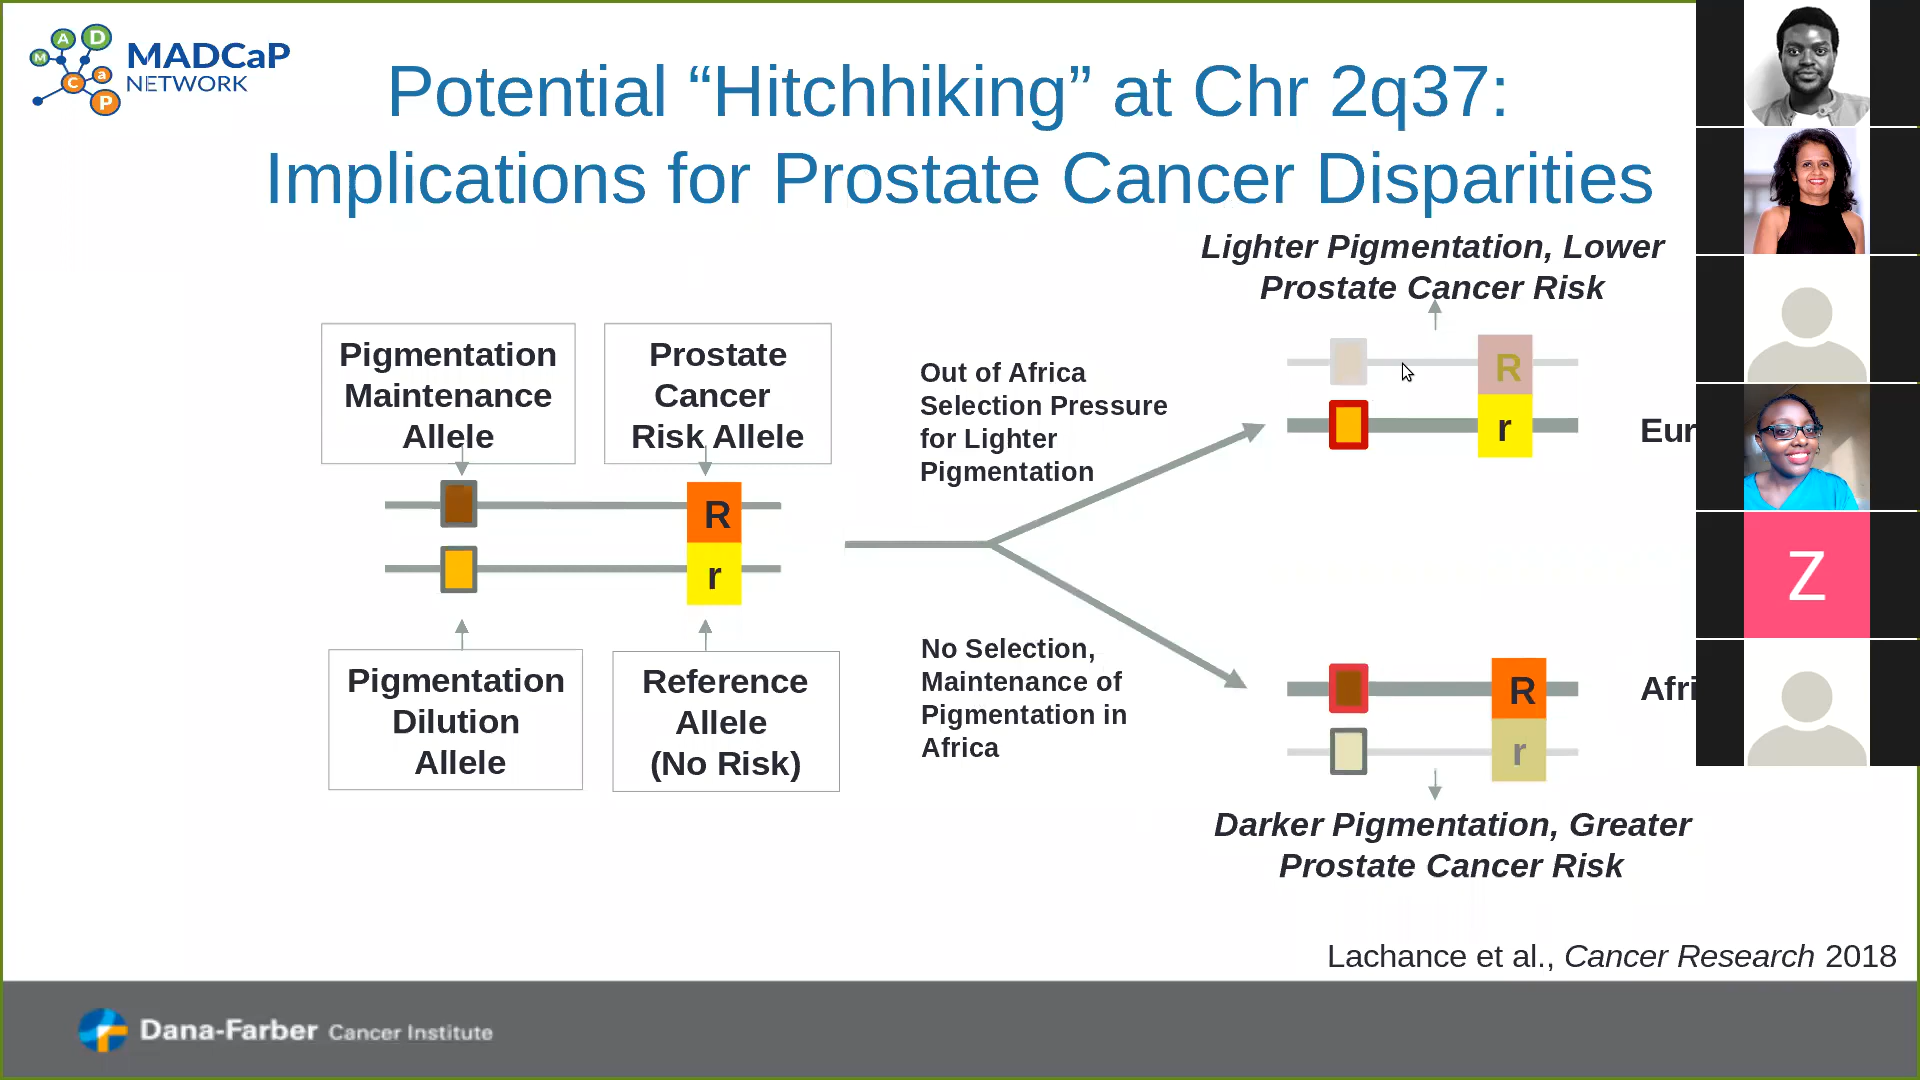 M
A
D
C
a
P
MADCaP
NETWORK
Potential “Hitchhiking” at Chr 2q37:
Implications for Prostate Cancer Disparities
Lighter Pigmentation, Lower
Prostate Cancer Risk
Pigmentation
Maintenance
Allele
Prostate
Cancer
Risk Allele
Out of Africa
Selection Pressure
for Lighter
Pigmentation
R
r
Eur
R
r
Pigmentation
Dilution
Allele
Reference
Allele
(No Risk)
No Selection,
Maintenance of
Pigmentation in
Africa
R
r
Afri
Z
Darker Pigmentation, Greater
Prostate Cancer Risk
Lachance et al., Cancer Research 2018
Dana-Farber Cancer Institute